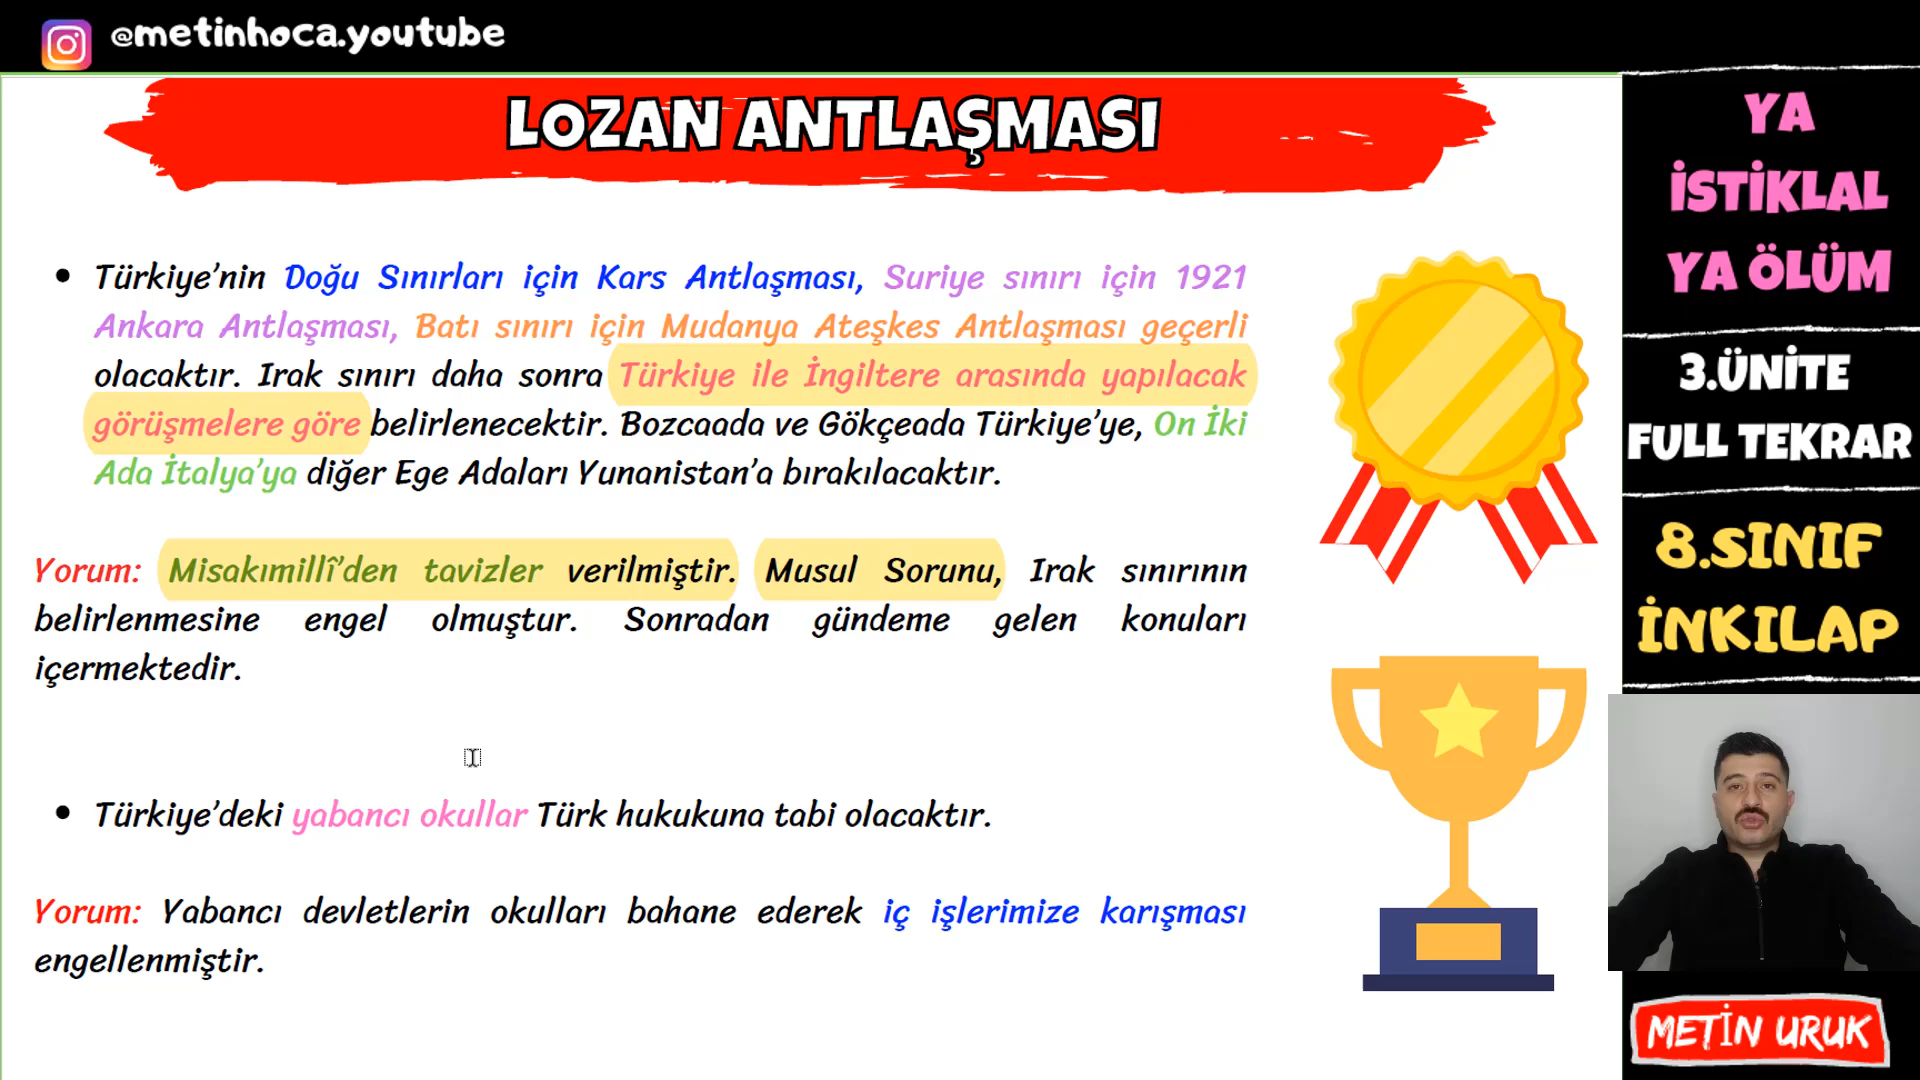 @metinhoca.youtube
LOZAN ANTLAŞMASI
• Türkiye'nin Doğu Sınırları için Kars Antlaşması, Suriye sınırı için 1921
Ankara Antlaşması, Batı sınırı için Mudanya Ateşkes Antlaşması geçerli
olacaktır. Irak sınırı daha sonra Türkiye ile İngiltere arasında yapılacak
görüşmelere göre belirlenecektir. Bozcaada ve Gökçeada Türkiye'ye, On İki
Ada İtalya'ya diğer Ege Adaları Yunanistan'a bırakılacaktır.
Yorum: Misakımillî'den tavizler verilmiştir. Musul Sorunu, Irak sınırının
belirlenmesine engel olmuştur. Sonradan gündeme gelen konuları
içermektedir.
• Türkiye'deki yabancı okullar Türk hukukuna tabi olacaktır.
Yorum: Yabancı devletlerin okulları bahane ederek iç işlerimize karışması
engellenmiştir.
YA
İSTİKLAL
YA ÖLÜM
3.ÜNİTE
FULL TEKRAR
8.SINIF
İNKILAP
METİN URUK